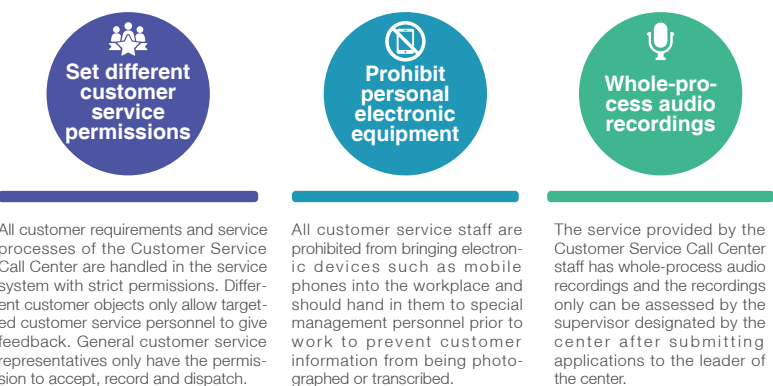 Set different
customer
service
permissions
All customer requirements and service
processes of the Customer Service
Call Center are handled in the service
system with strict permissions. Differ-
ent customer objects only allow target-
ed customer service personnel to give
feedback. General customer service
representatives only have the permis-
sion to accept, record and dispatch.
Prohibit
personal
electronic
equipment
All customer service staff are
prohibited from bringing electron-
ic devices such as mobile
phones into the workplace and
should hand in them to special
management personnel prior to
work to prevent customer
information from being photo-
graphed or transcribed.
Whole-pro-
cess audio
recordings
The service provided by the
Customer Service Call Center
staff has whole-process audio
recordings and the recordings
only can be assessed by the
supervisor designated by the
center after submitting
applications to the leader of
the center.